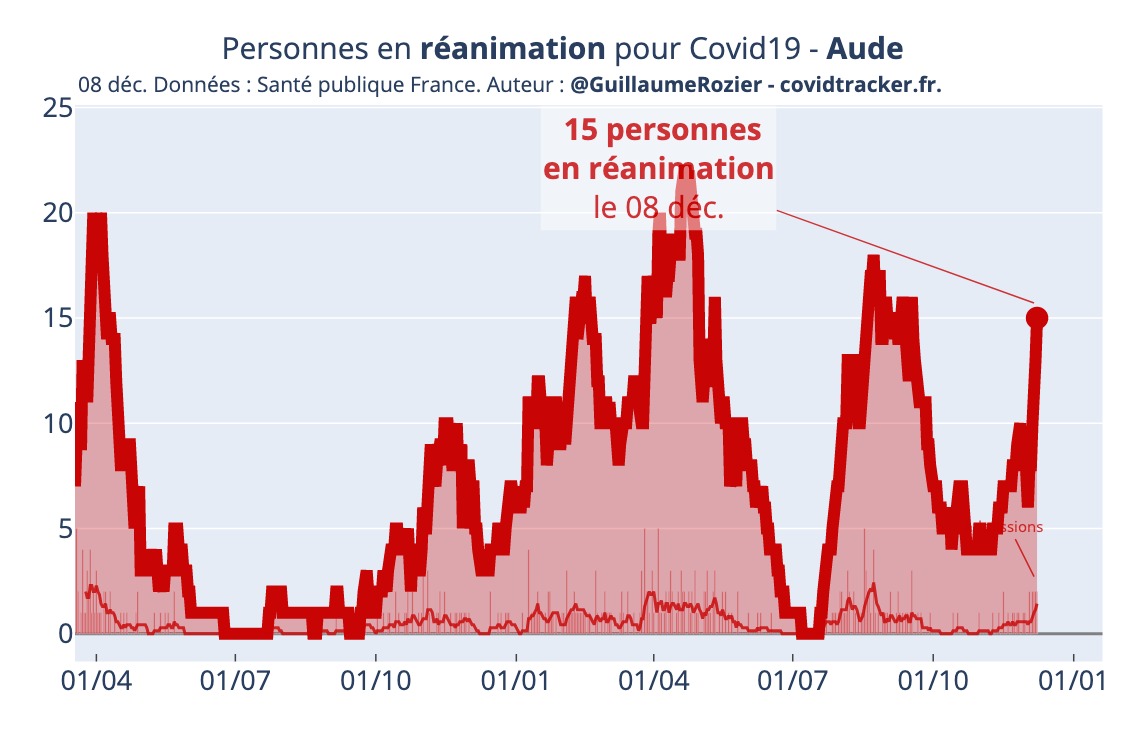 Personnes en réanimation pour Covid19 - Aude
08 déc. Données : Santé publique France. Auteur : @GuillaumeRozier - covidtracker.fr.
25
15 personnes
en réanimation
le 08 déc.
20
15
10
5
0
01/04
01/07
01/10
01/01
01/04
01/07
01/10
01/01